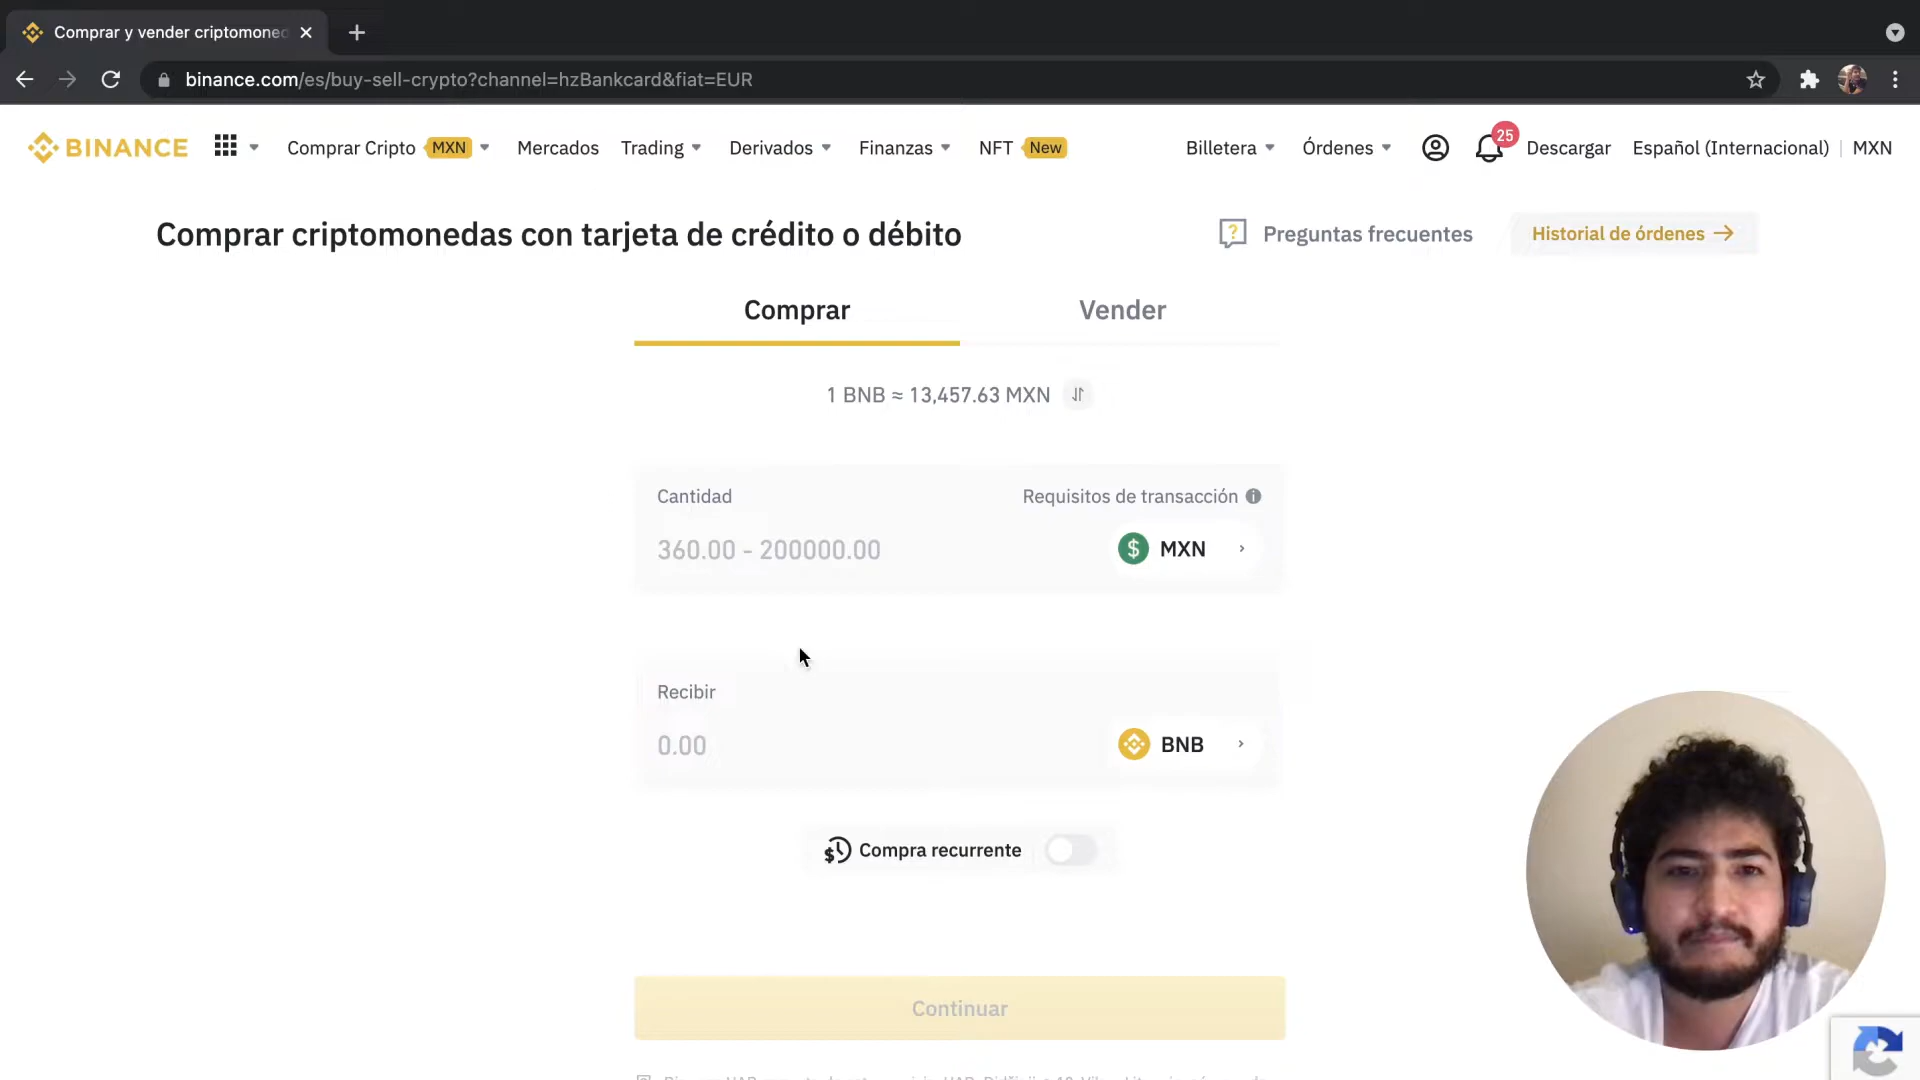 Comprar y vender criptomoned
binance.com/es/buy-sell-crypto?channel=hzBankcard&fiat=EUR
BINANCE Comprar Cripto MXN Mercados Trading Derivados Finanzas NFT New Billetera Órdenes 25 Descargar Español (Internacional) | MXN
Comprar criptomonedas con tarjeta de crédito o débito
? Preguntas frecuentes Historial de órdenes →
Comprar Vender
1 BNB ≈ 13,457.63 MXN
Cantidad Requisitos de transacción
360.00 - 200000.00 $ MXN
Recibir
0.00 BNB
$ Compra recurrente
Continuar